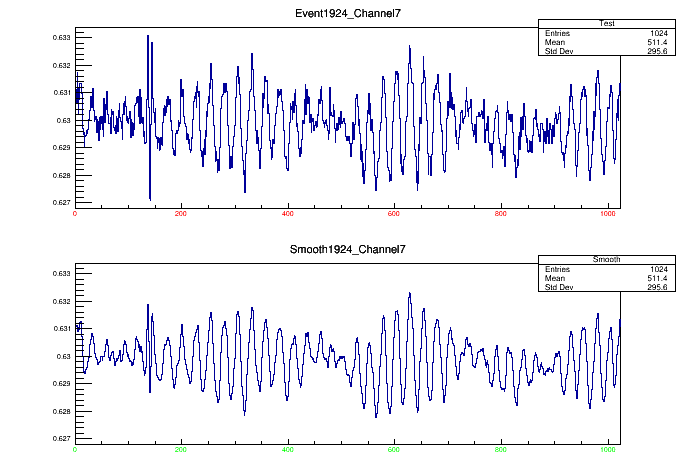 Event1924_Channel7
Test
Entries 1024
Mean 511.4
Std Dev 295.6
0.633
0.632
0.631
0.63
0.629
0.628
0.627
0 200 400 600 800 1000
Smooth1924_Channel7
Smooth
Entries 1024
Mean 511.4
Std Dev 295.6
0.633
0.632
0.631
0.63
0.629
0.628
0.627
0 200 400 600 800 1000